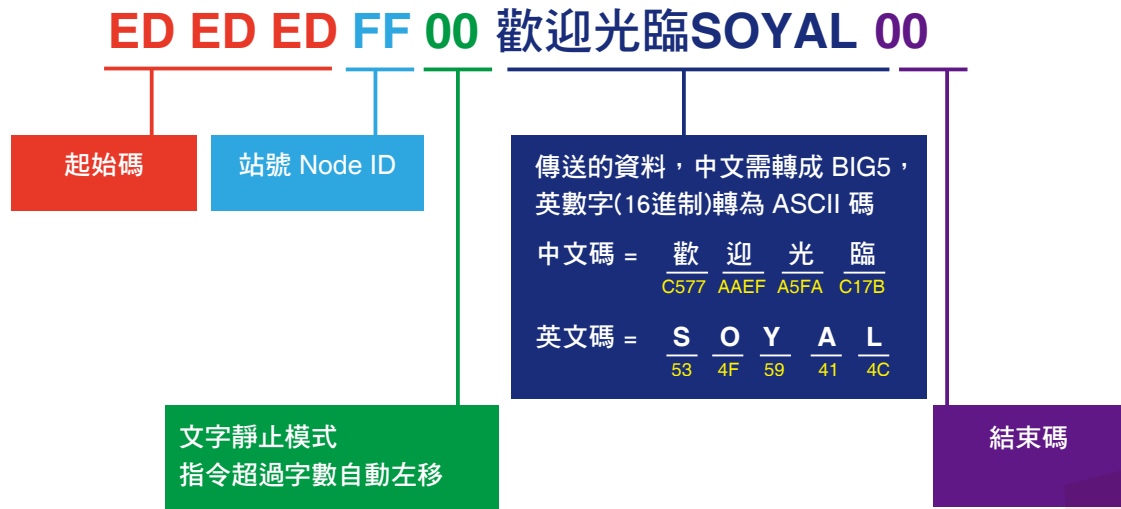 ED ED ED FF 00 歡迎光臨SOYAL 00
起始碼
站號 Node ID
傳送的資料，中文需轉成 BIG5，
英數字(16進制)轉為 ASCII 碼
中文碼 = 歡 迎 光 臨
C577 AAEF A5FA C17B
英文碼 = S O Y A L
53 4F 59 41 4C
文字靜止模式
指令超過字數自動左移
結束碼